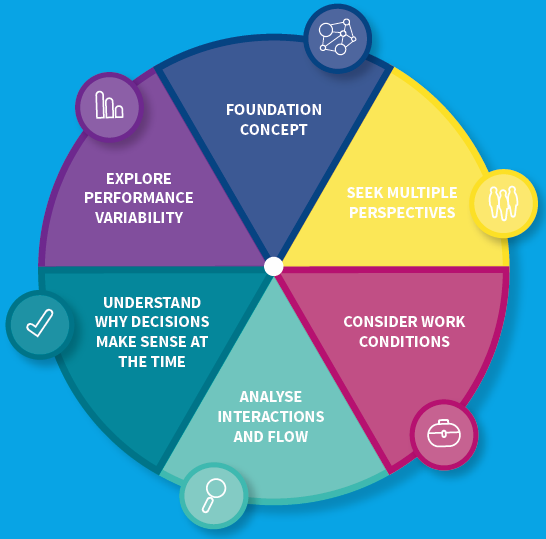 FOUNDATION
CONCEPT
SEEK MULTIPLE
PERSPECTIVES
CONSIDER WORK
CONDITIONS
ANALYSE
INTERACTIONS
AND FLOW
UNDERSTAND
WHY DECISIONS
MAKE SENSE AT
THE TIME
EXPLORE
PERFORMANCE
VARIABILITY